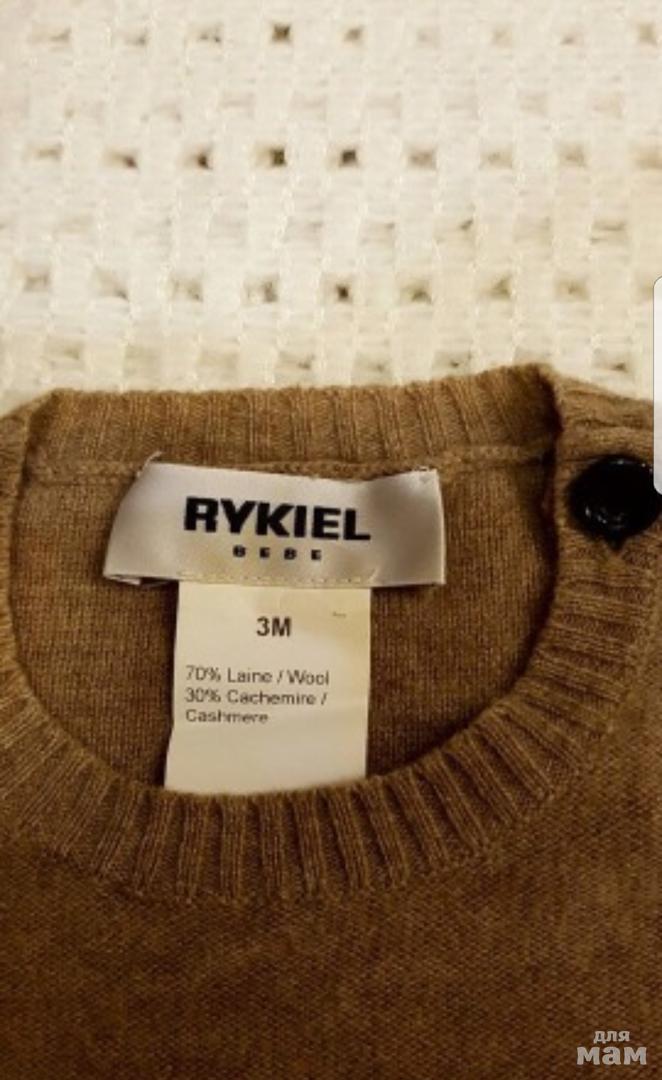 RYKIEL
BEBE
3M
70% Laine / Wool
30% Cachemire /
Cashmere
для
мам